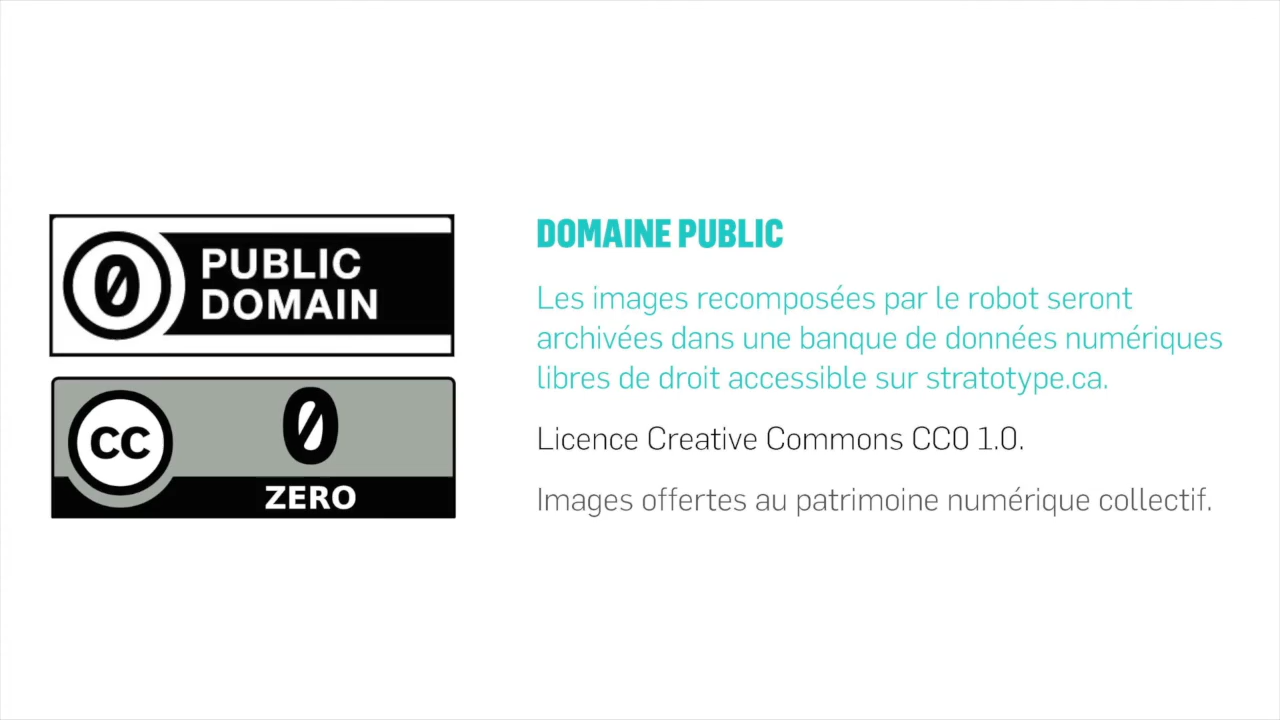 0 PUBLIC
DOMAIN
CC 0
ZERO
DOMAINE PUBLIC
Les images recomposées par le robot seront
archivées dans une banque de données numériques
libres de droit accessible sur stratotype.ca.
Licence Creative Commons CC0 1.0.
Images offertes au patrimoine numérique collectif.